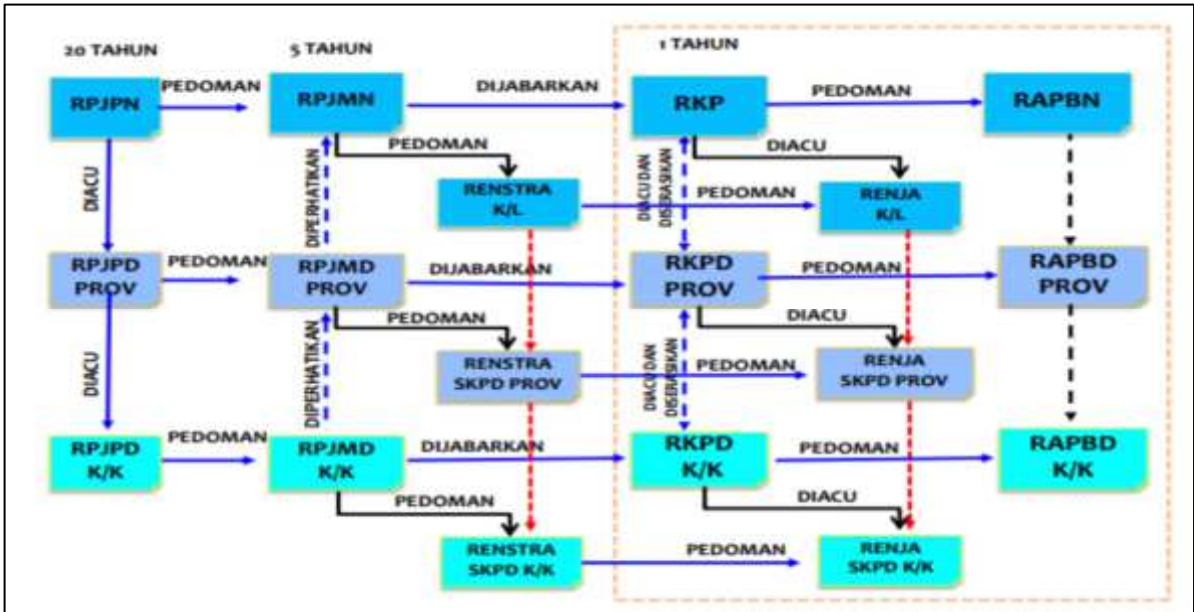 20 TAHUN
5 TAHUN
1 TAHUN
RPJPN
PEDOMAN
RPJMN
DIJABARKAN
RKP
PEDOMAN
RAPBN
DIACU
DIPERHATIKAN
PEDOMAN
RENSTRA
K/L
PEDOMAN
DIACU DAN
DISERASIKAN
DIACU
RENJA
K/L
RPJPD
PROV
PEDOMAN
RPJMD
PROV
DIJABARKAN
RKPD
PROV
PEDOMAN
RAPBD
PROV
DIACU
DIPERHATIKAN
PEDOMAN
RENSTRA
SKPD PROV
PEDOMAN
DIACU DAN
DISERASIKAN
DIACU
RENJA
SKPD PROV
RPJPD
K/K
PEDOMAN
RPJMD
K/K
DIJABARKAN
RKPD
K/K
PEDOMAN
RAPBD
K/K
PEDOMAN
RENSTRA
SKPD K/K
PEDOMAN
DIACU
RENJA
SKPD K/K